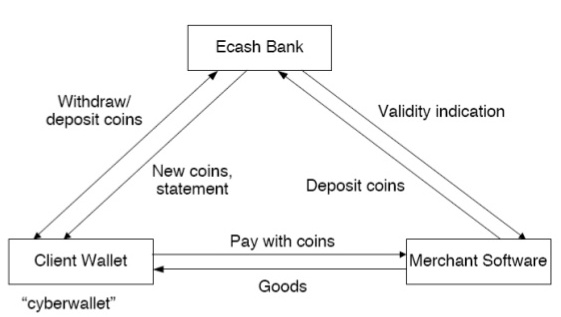 Ecash Bank
Withdraw/
deposit coins
Validity indication
New coins,
statement
Deposit coins
Pay with coins
Client Wallet
Merchant Software
Goods
“cyberwallet”